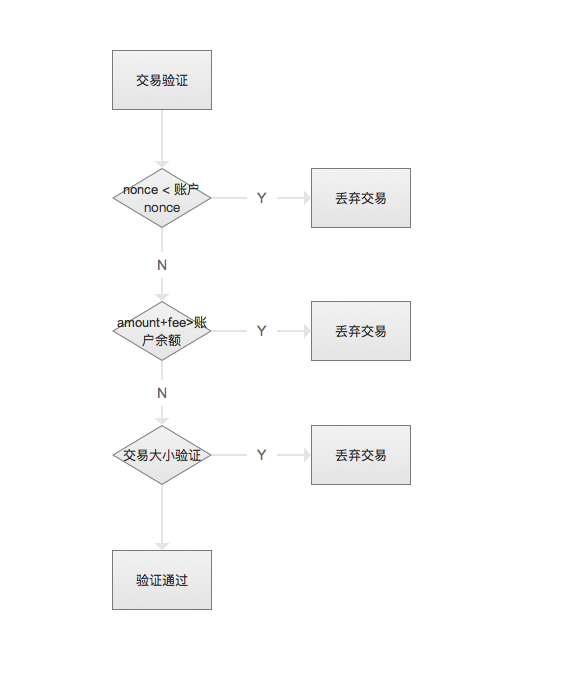 交易验证
nonce < 账户
nonce
Y
丢弃交易
N
amount+fee>账
户余额
Y
丢弃交易
N
交易大小验证
Y
丢弃交易
验证通过